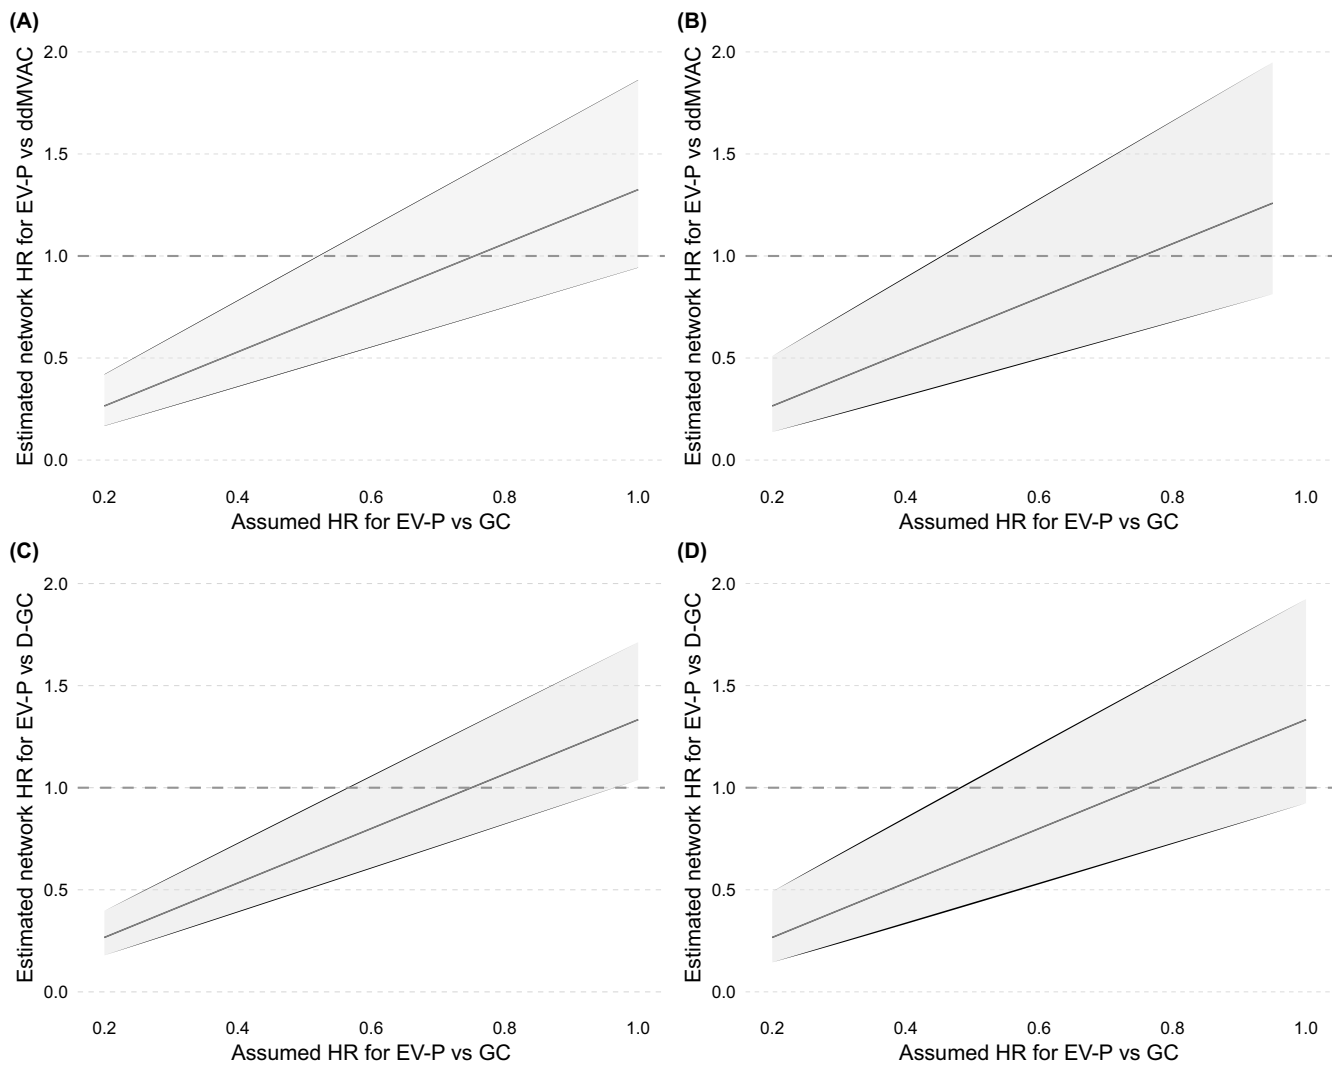 (A)
Estimated network HR for EV-P vs ddMVAC
2.0
1.5
1.0
0.5
0.0
0.2 0.4 0.6 0.8 1.0
Assumed HR for EV-P vs GC
(B)
Estimated network HR for EV-P vs ddMVAC
2.0
1.5
1.0
0.5
0.0
0.2 0.4 0.6 0.8 1.0
Assumed HR for EV-P vs GC
(C)
Estimated network HR for EV-P vs D-GC
2.0
1.5
1.0
0.5
0.0
0.2 0.4 0.6 0.8 1.0
Assumed HR for EV-P vs GC
(D)
Estimated network HR for EV-P vs D-GC
2.0
1.5
1.0
0.5
0.0
0.2 0.4 0.6 0.8 1.0
Assumed HR for EV-P vs GC